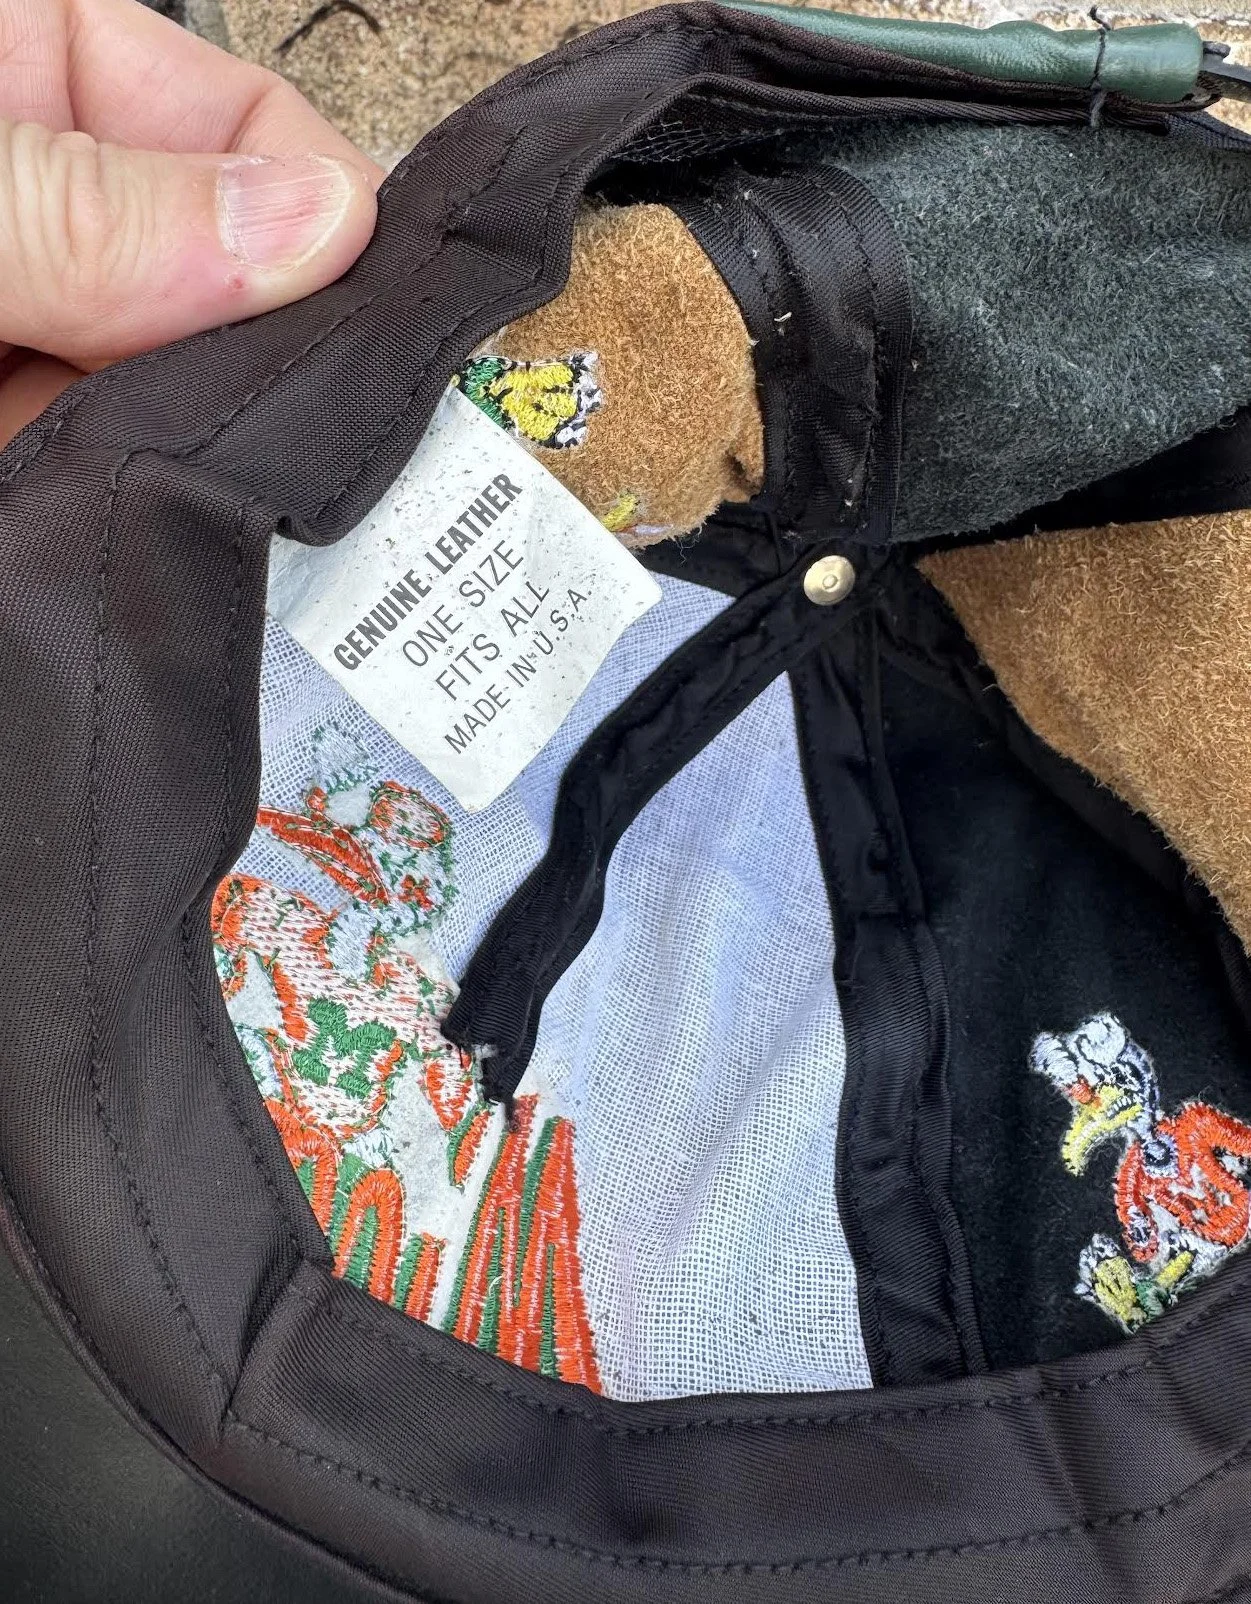 GENUINE LEATHER
ONE SIZE
FITS ALL
MADE IN U.S.A.